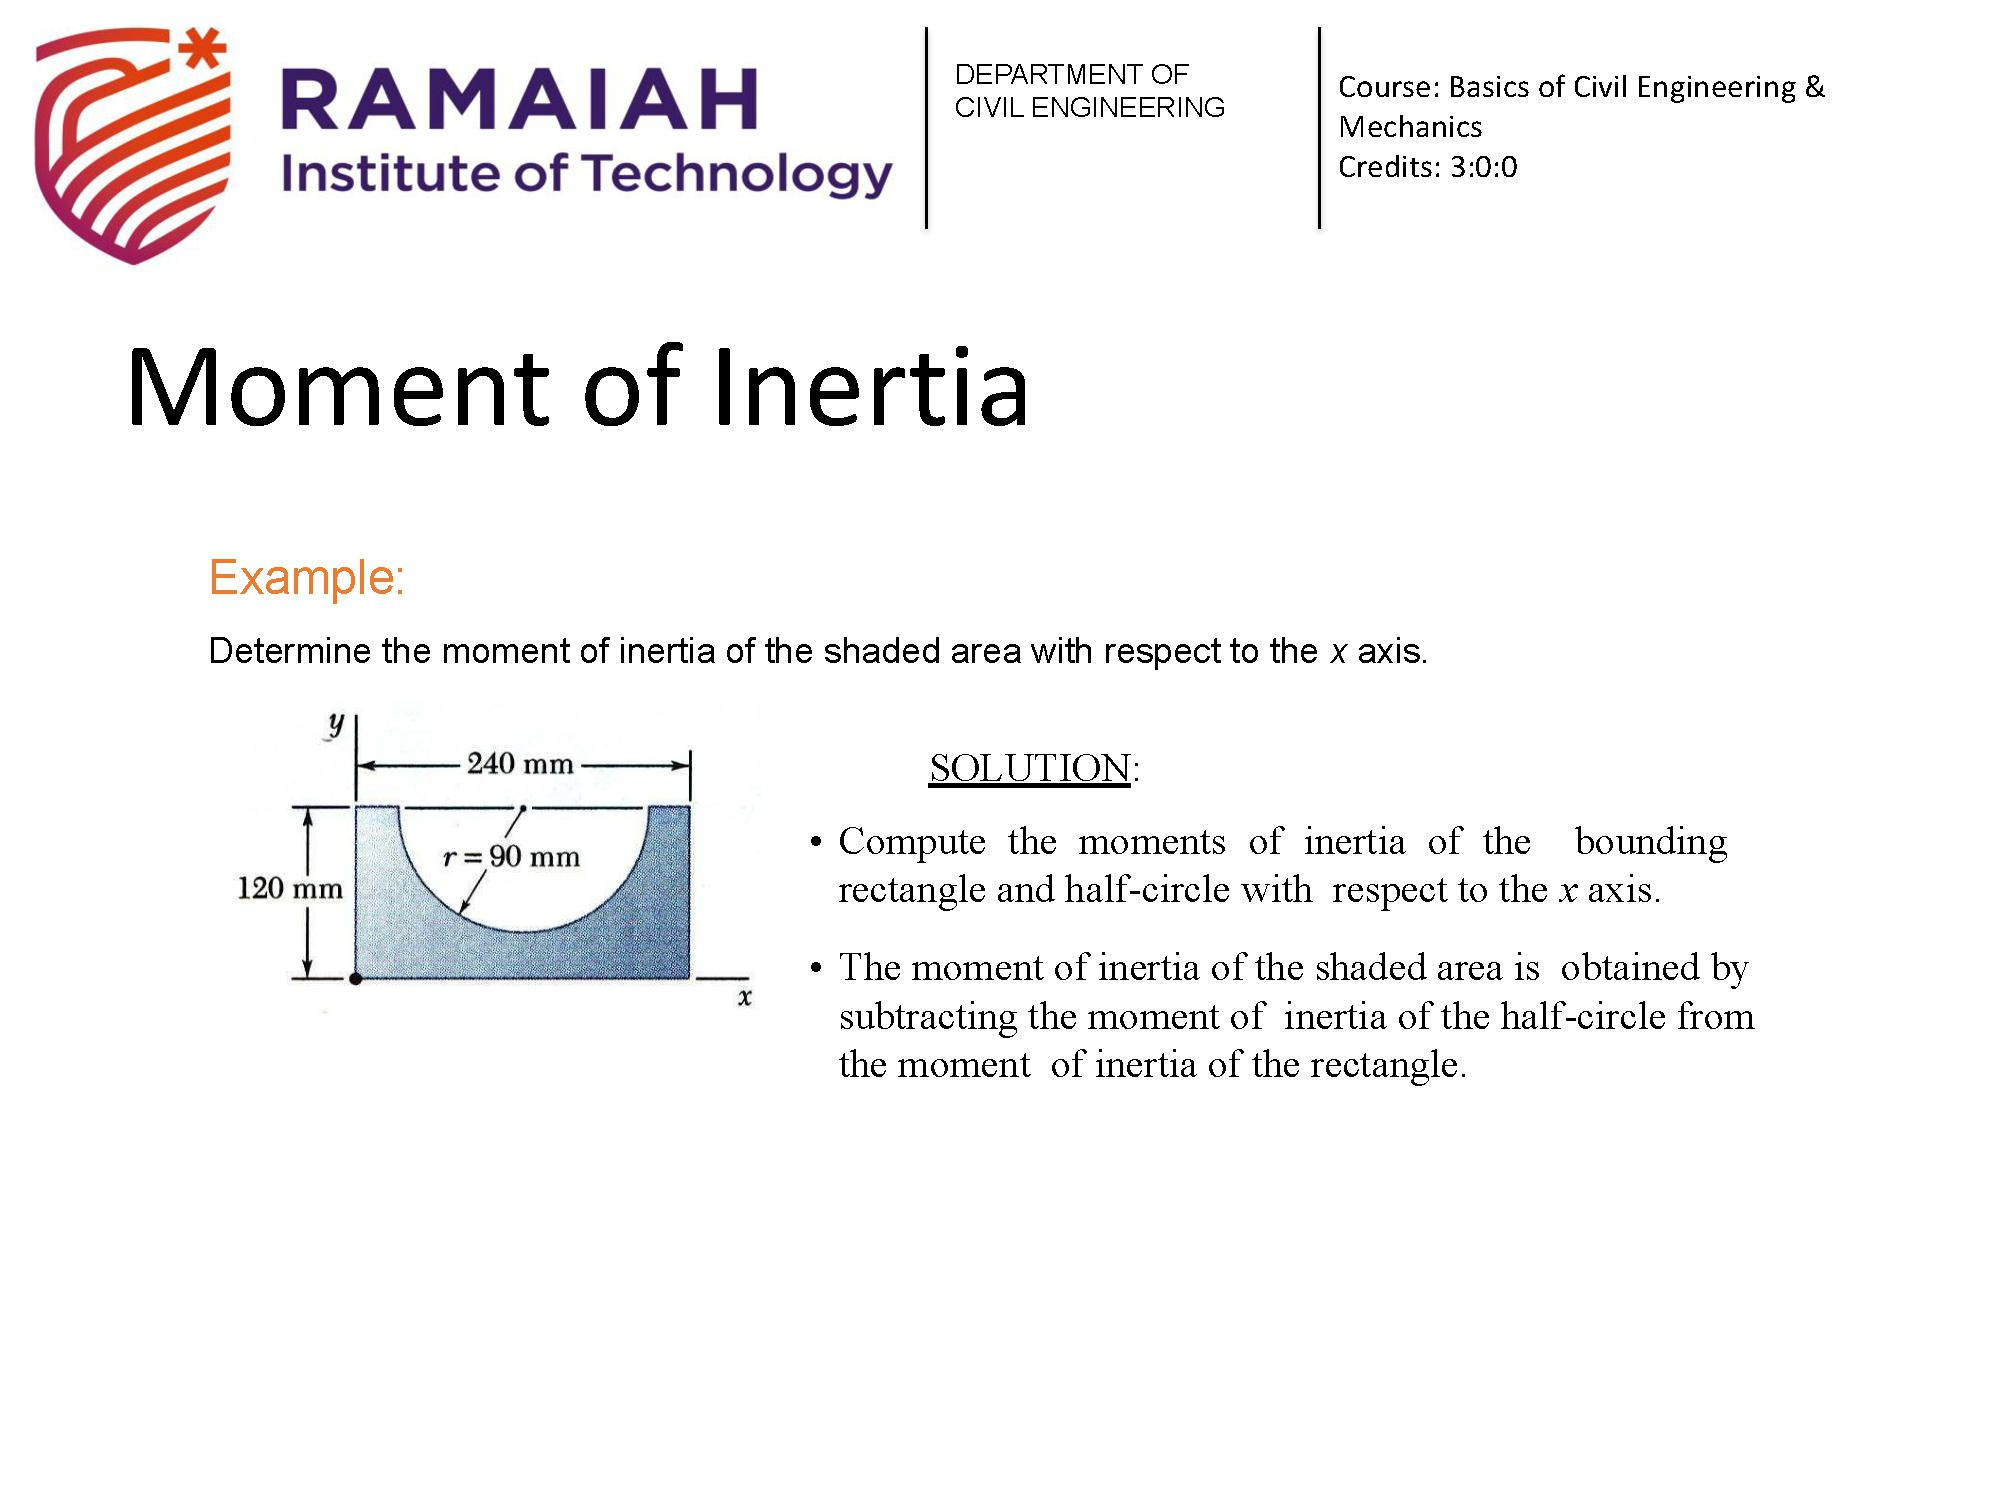 RAMAIAH
Institute of Technology
DEPARTMENT OF
CIVIL ENGINEERING
Course: Basics of Civil Engineering &
Mechanics
Credits: 3:0:0
Moment of Inertia
Example:
Determine the moment of inertia of the shaded area with respect to the x axis.
y
240 mm
r = 90 mm
120 mm
x
SOLUTION:
• Compute the moments of inertia of the bounding
rectangle and half-circle with respect to the x axis.
• The moment of inertia of the shaded area is obtained by
subtracting the moment of inertia of the half-circle from
the moment of inertia of the rectangle.